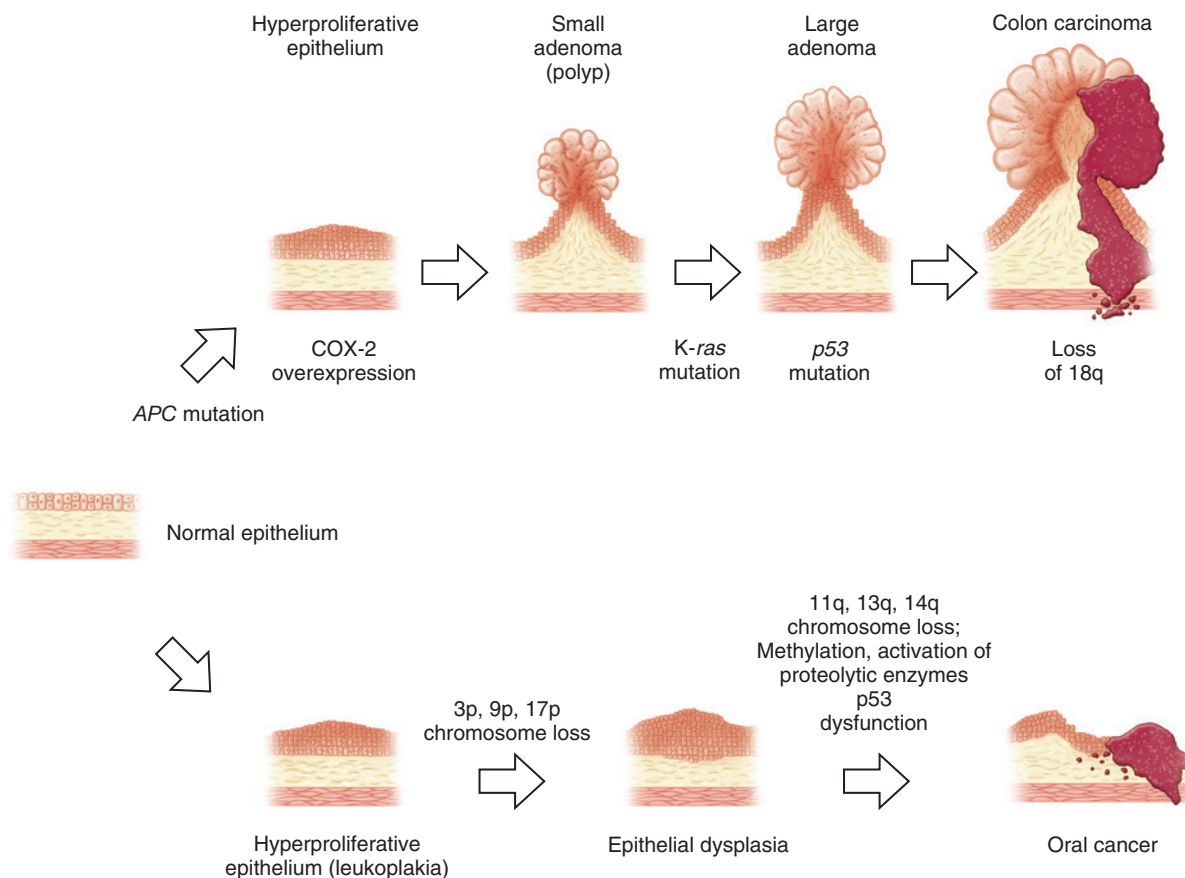 Hyperproliferative
epithelium
Small
adenoma
(polyp)
Large
adenoma
Colon carcinoma
COX-2
overexpression
K-ras
mutation
p53
mutation
Loss
of 18q
APC mutation
Normal epithelium
3p, 9p, 17p
chromosome loss
11q, 13q, 14q
chromosome loss;
Methylation, activation of
proteolytic enzymes
p53
dysfunction
Hyperproliferative
epithelium (leukoplakia)
Epithelial dysplasia
Oral cancer